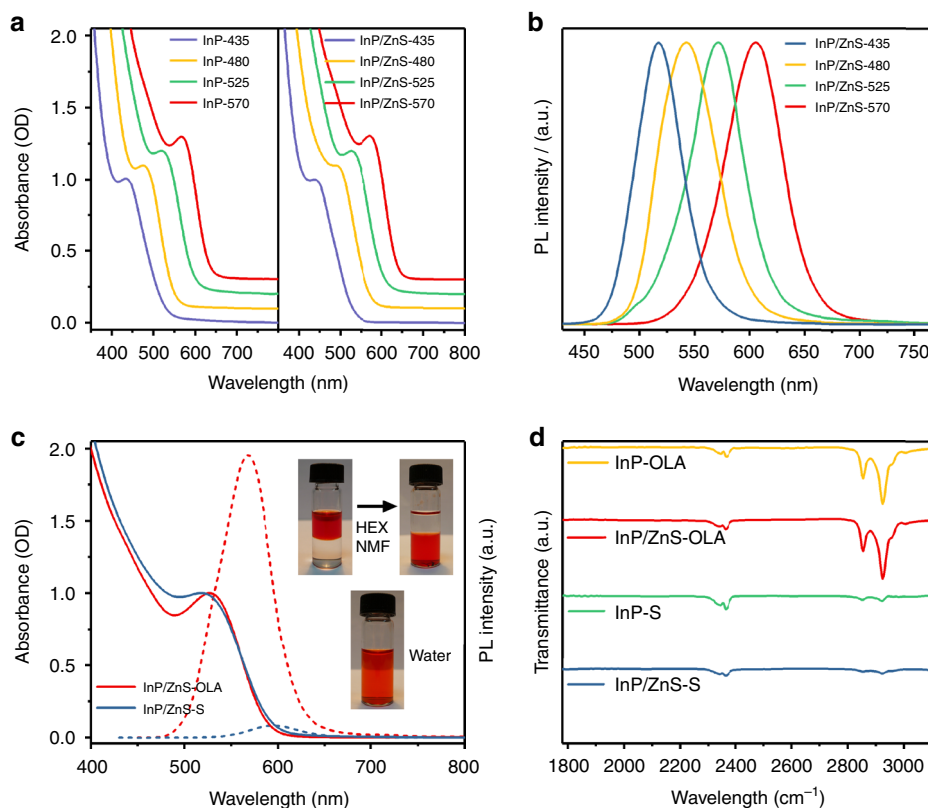 a
2.0
1.5
1.0
0.5
0.0
Absorbance (OD)
InP-435
InP-480
InP-525
InP-570
InP/ZnS-435
InP/ZnS-480
InP/ZnS-525
InP/ZnS-570
400 500 600 700
400 500 600 700 800
Wavelength (nm)
b
PL intensity / (a.u.)
InP/ZnS-435
InP/ZnS-480
InP/ZnS-525
InP/ZnS-570
450 500 550 600 650 700 750
Wavelength (nm)
c
2.0
1.5
1.0
0.5
0.0
Absorbance (OD)
HEX
NMF
Water
InP/ZnS-OLA
InP/ZnS-S
PL intensity (a.u.)
400 500 600 700 800
Wavelength (nm)
d
Transmittance (a.u.)
InP-OLA
InP/ZnS-OLA
InP-S
InP/ZnS-S
1800 2000 2200 2400 2600 2800 3000
Wavelength (cm⁻¹)